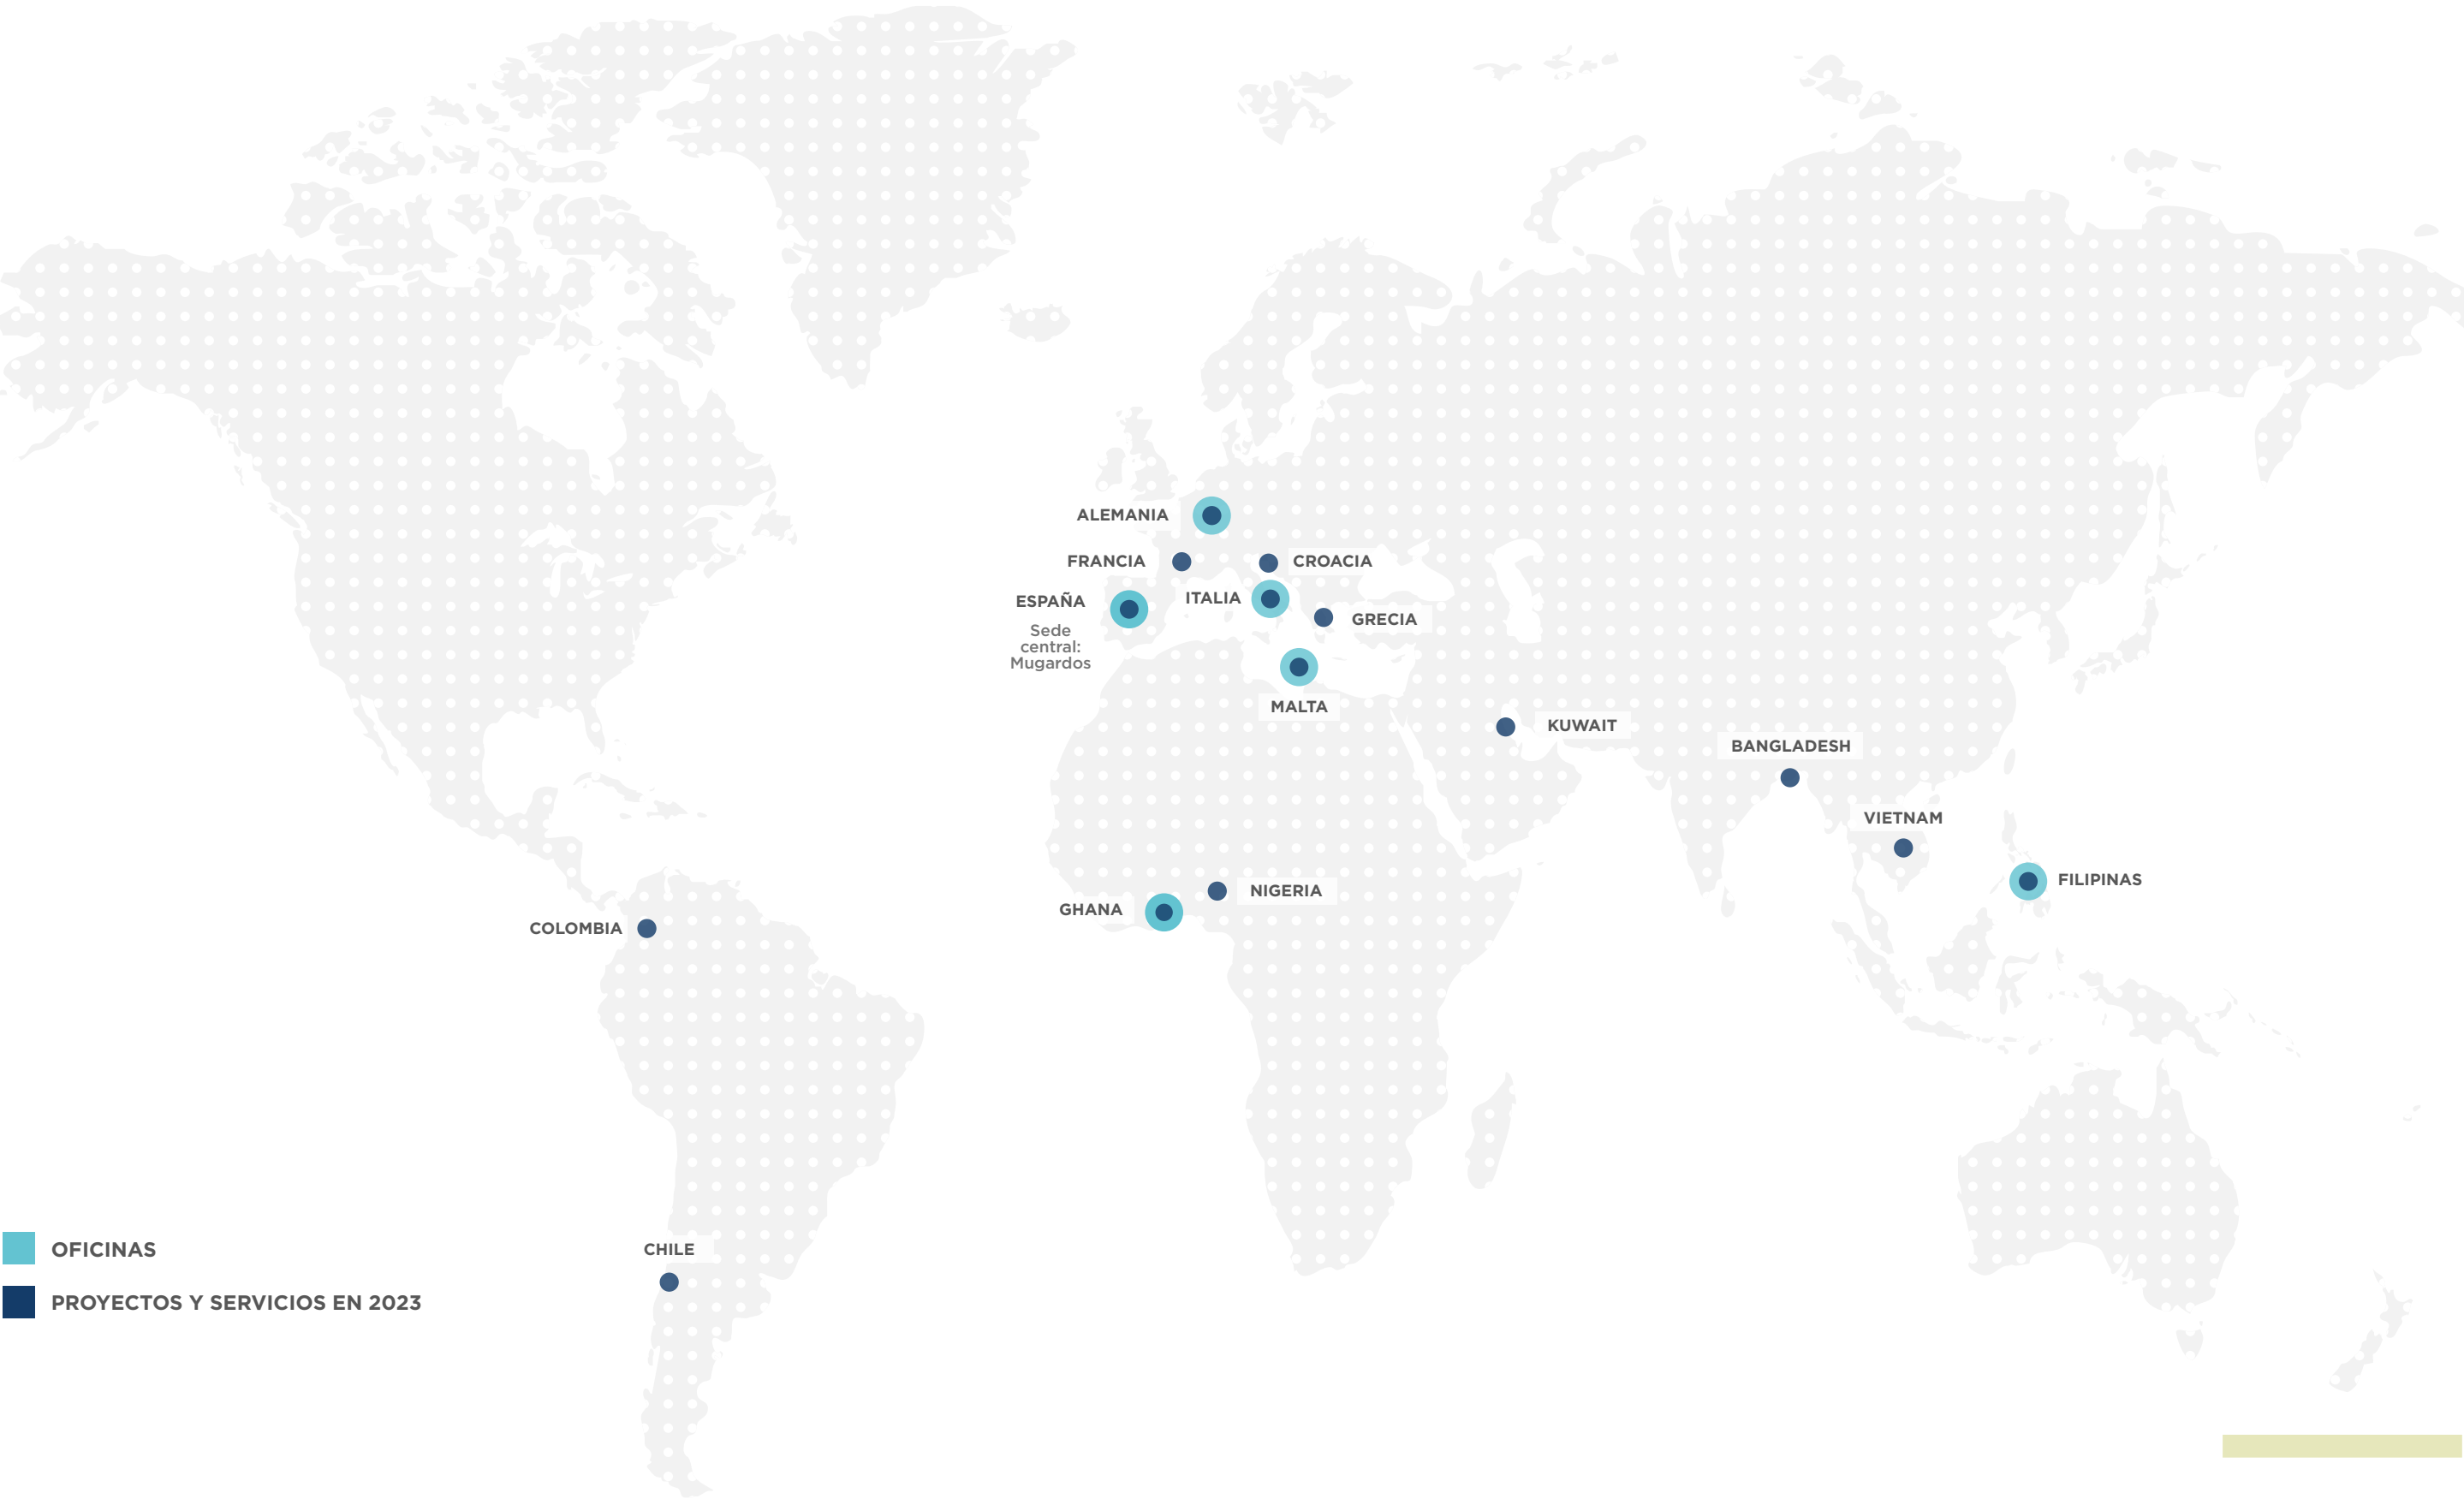 ALEMANIA
FRANCIA
CROACIA
ESPAÑA
ITALIA
GRECIA
Sede
central:
Mugardos
MALTA
KUWAIT
BANGLADESH
VIETNAM
FILIPINAS
NIGERIA
GHANA
COLOMBIA
CHILE
OFICINAS
PROYECTOS Y SERVICIOS EN 2023